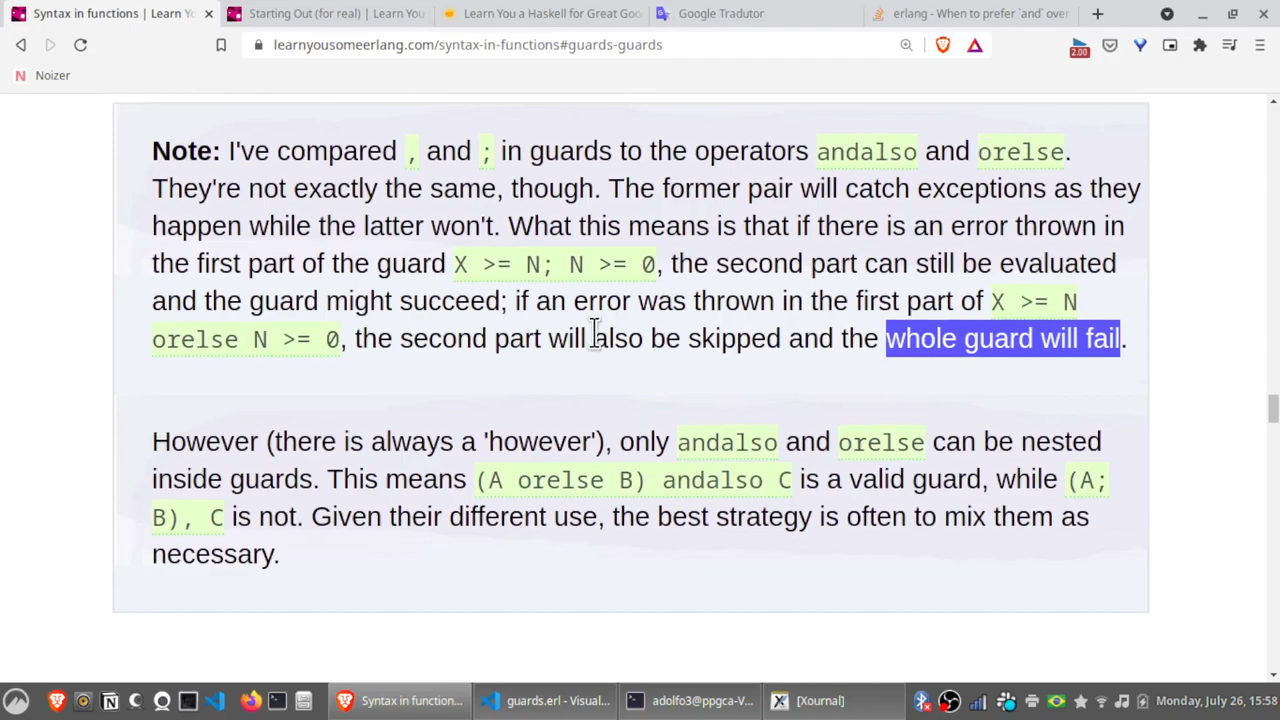 Syntax in functions | Learn Yo
Starting Out (for real) | Learn You
Learn You a Haskell for Great Goo
Google Tradutor
erlang - When to prefer `and` over
learnyousomeerlang.com/syntax-in-functions#guards-guards
2.00
N Noizer
Note: I've compared , and ; in guards to the operators andalso and orelse.
They're not exactly the same, though. The former pair will catch exceptions as they
happen while the latter won't. What this means is that if there is an error thrown in
the first part of the guard X >= N; N >= 0, the second part can still be evaluated
and the guard might succeed; if an error was thrown in the first part of X >= N
orelse N >= 0, the second part will also be skipped and the whole guard will fail.
However (there is always a 'however'), only andalso and orelse can be nested
inside guards. This means (A orelse B) andalso C is a valid guard, while (A;
B), C is not. Given their different use, the best strategy is often to mix them as
necessary.
Syntax in function...
guards.erl - Visual...
adolfo3@ppgca-V...
[Xournal]
Monday, July 26, 15:58